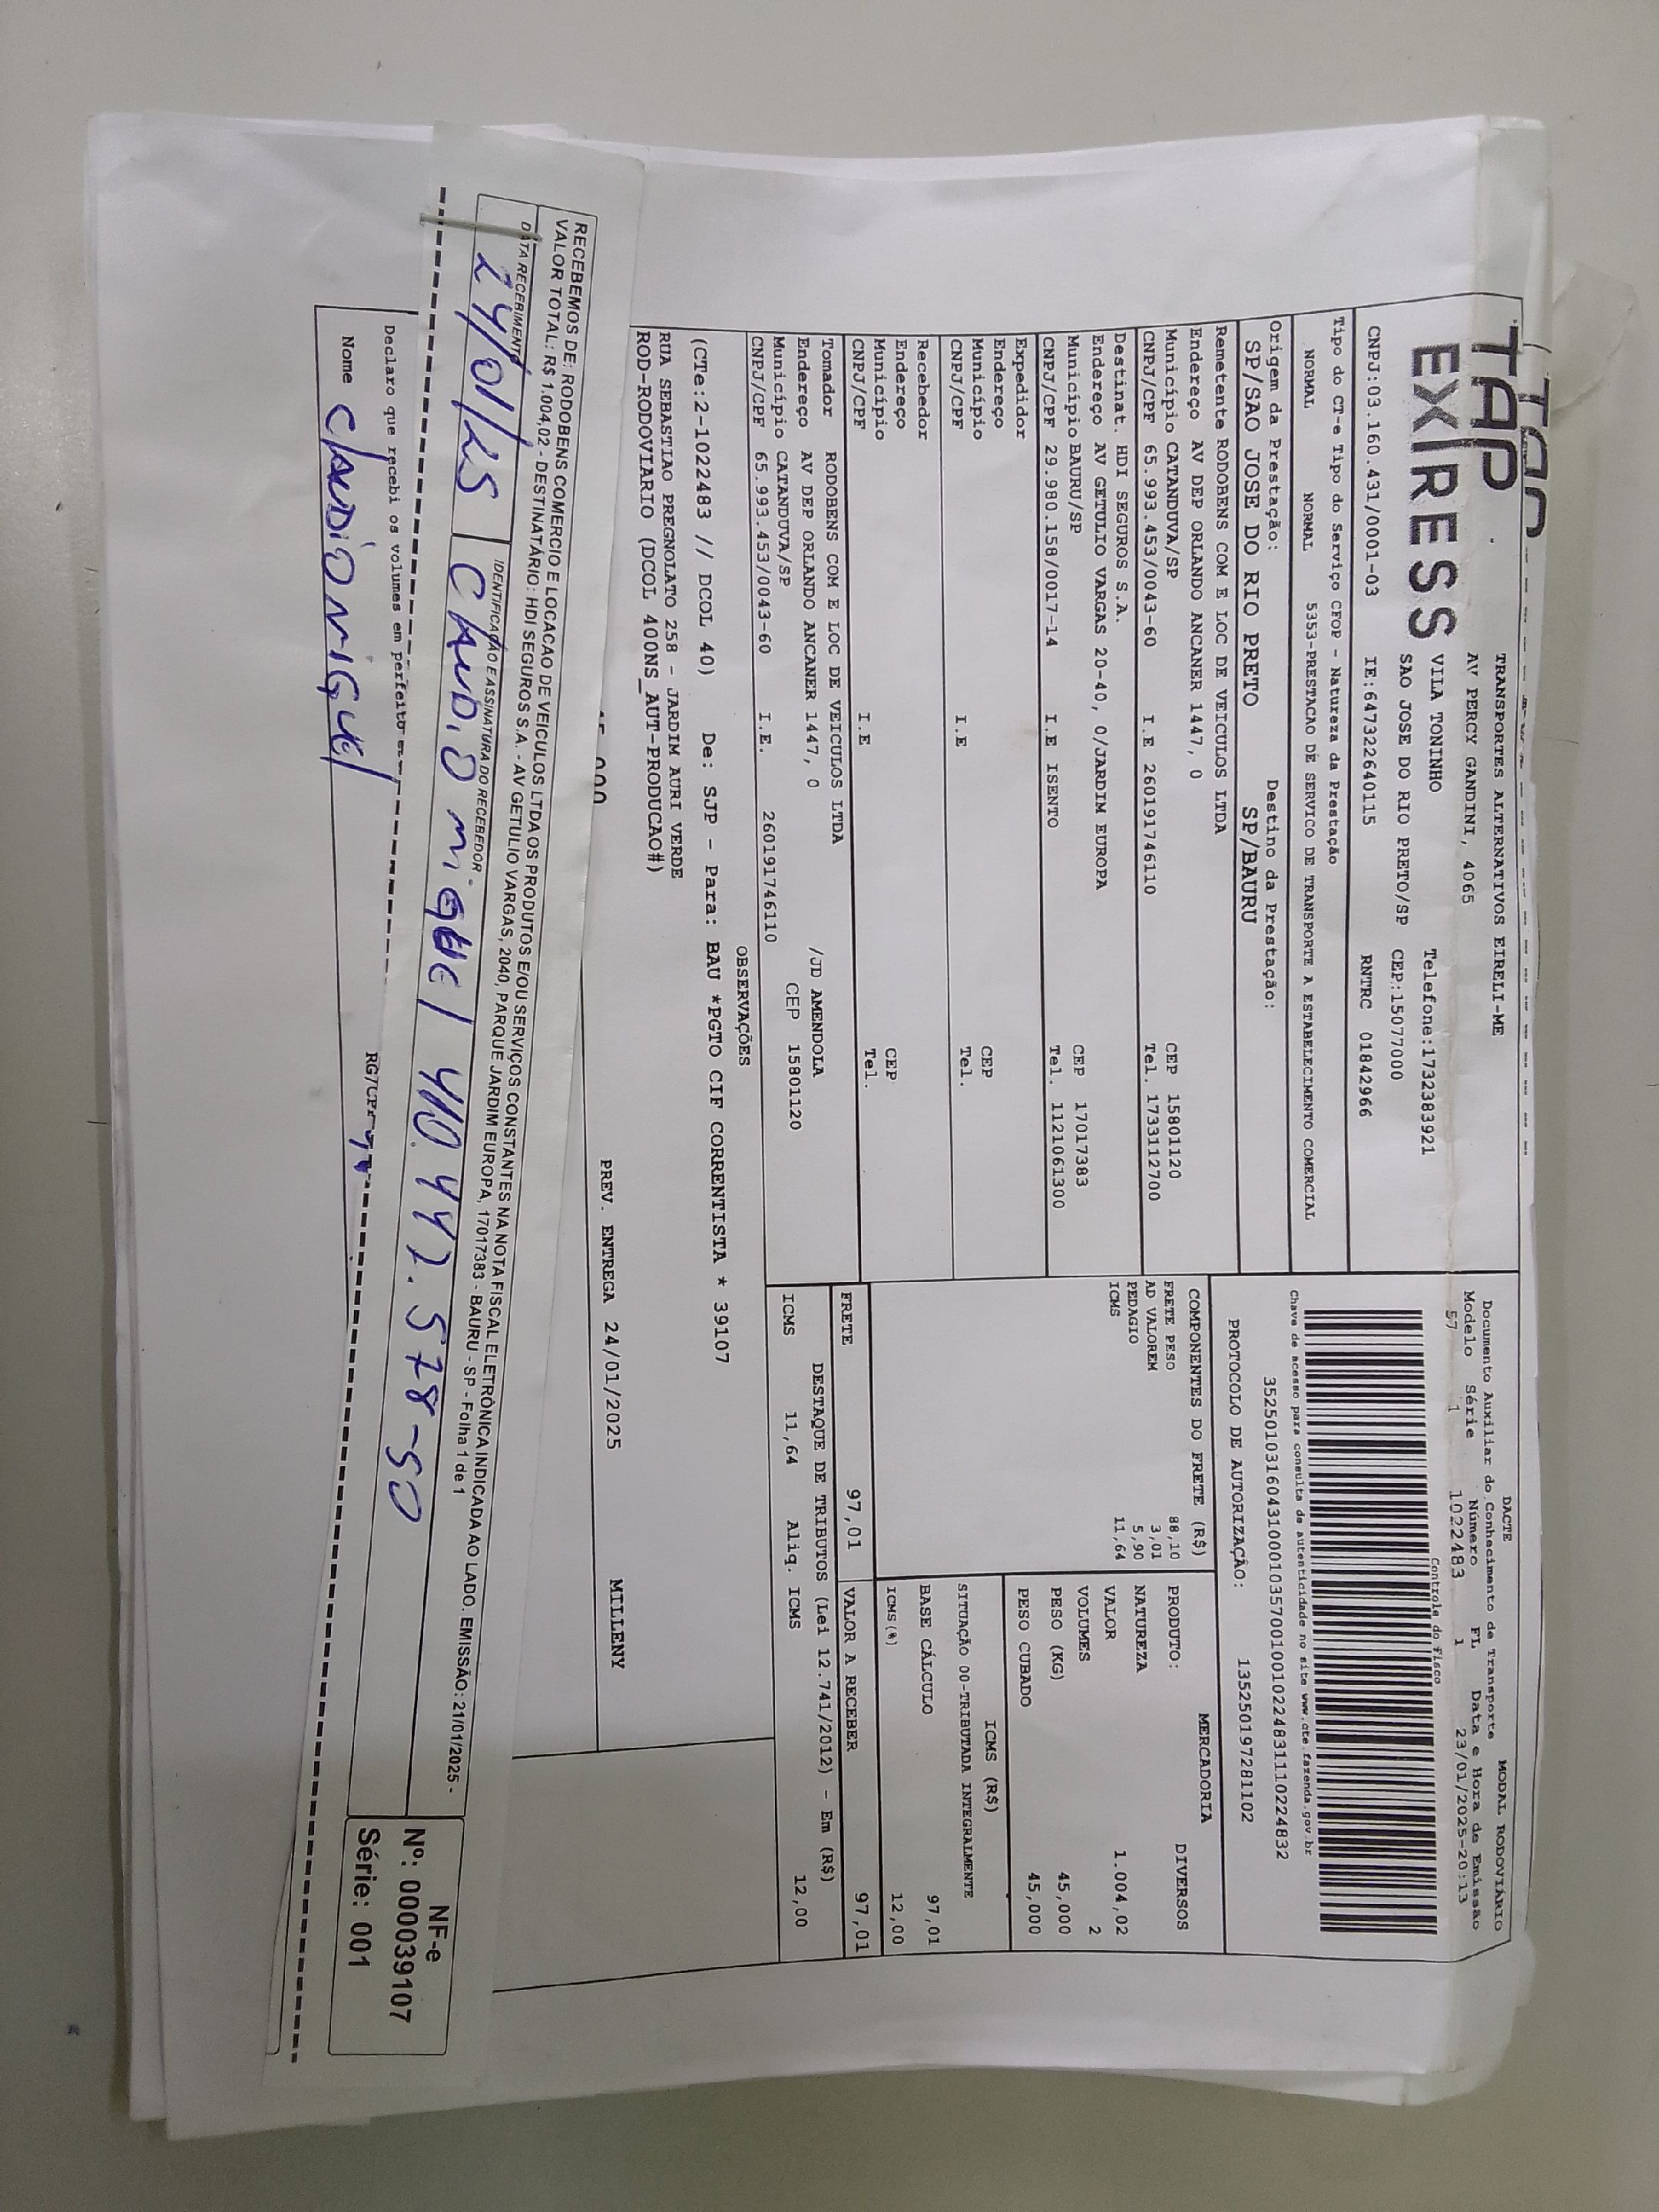 TAP
EXPRESS
TRANSPORTES ALTERNATIVOS EIRELI-ME
AV PERCY GANDINI, 4065
VILA TONINHO Telefone:1732383921
SAO JOSE DO RIO PRETO/SP CEP:15077000
CNPJ:03.160.431/0001-03 IE:647322640115 RNTRC 01842966
DACTE MODAL RODOVIÁRIO
Documento Auxiliar do Conhecimento de Transporte
Modelo Série Número FL Data e Hora de Emissão
57 1 1022483 1 23/01/2025-20:13
Controle do Fisco
Tipo do CT-e Tipo do Serviço CFOP - Natureza da Prestação
NORMAL NORMAL 5353-PRESTACAO DE SERVICO DE TRANSPORTE A ESTABELECIMENTO COMERCIAL
Chave de acesso para consulta de autenticidade no site www.cte.fazenda.gov.br
35250103160431000103570010010224831110224832
Origem da Prestação: Destino da Prestação:
SP/SAO JOSE DO RIO PRETO SP/BAURU
PROTOCOLO DE AUTORIZAÇÃO: 135250197281102
Remetente RODOBENS COM E LOC DE VEICULOS LTDA
Endereço AV DEP ORLANDO ANCANER 1447, 0
Município CATANDUVA/SP CEP 15801120
CNPJ/CPF 65.993.453/0043-60 I.E 260191746110 Tel. 1733112700
Destinat. HDI SEGUROS S.A.
Endereço AV GETULIO VARGAS 20-40, 0/JARDIM EUROPA
Município BAURU/SP CEP 17017383
CNPJ/CPF 29.980.158/0017-14 I.E ISENTO Tel. 1121061300
Expedidor
Endereço
Município CEP
CNPJ/CPF I.E Tel.
Recebedor
Endereço
Município CEP
CNPJ/CPF I.E Tel.
Tomador RODOBENS COM E LOC DE VEICULOS LTDA
Endereço AV DEP ORLANDO ANCANER 1447, 0 /JD AMENDOLA
Município CATANDUVA/SP CEP 15801120
CNPJ/CPF 65.993.453/0043-60 I.E. 260191746110
COMPONENTES DO FRETE (R$)
FRETE PESO 88,10
AD VALOREM 3,01
PEDAGIO 5,90
ICMS 11,64
MERCADORIA
PRODUTO: DIVERSOS
NATUREZA
VALOR 1.004,02
VOLUMES 2
PESO (KG) 45,000
PESO CUBADO 45,000
ICMS (R$)
SITUAÇÃO 00-TRIBUTADA INTEGRALMENTE
BASE CÁLCULO 97,01
ICMS(%) 12,00
FRETE 97,01 VALOR A RECEBER 97,01
DESTAQUE DE TRIBUTOS (Lei 12.741/2012) - Em (R$)
ICMS 11,64 Aliq. ICMS 12,00
OBSERVAÇÕES
(CTe:2-1022483 // DCOL 40) De: SJP - Para: BAU *PGTO CIF CORRENTISTA * 39107
RUA SEBASTIAO PREGNOLATO 258 - JARDIM AURI VERDE
ROD-RODOVIARIO (DCOL 400NS_AUT-PRODUCAO#)
PREV. ENTREGA 24/01/2025 MILLENY
RECEBEMOS DE: RODOBENS COMERCIO E LOCACAO DE VEICULOS LTDA OS PRODUTOS E/OU SERVIÇOS CONSTANTES NA NOTA FISCAL ELETRÔNICA INDICADA AO LADO. EMISSÃO: 21/01/2025 -
VALOR TOTAL: R$ 1.004,02 - DESTINATÁRIO: HDI SEGUROS S.A. - AV GETULIO VARGAS, 2040, PARQUE JARDIM EUROPA, 17017383 - BAURU - SP - Folha 1 de 1
DATA RECEBIMENTO IDENTIFICAÇÃO E ASSINATURA DO RECEBEDOR
24/01/25 Claudio miguel 410.447.578-50
NF-e
Nº: 000039107
Série: 001
Declaro que recebi os volumes em perfeito
Nome Claudio miguel RG/CPF